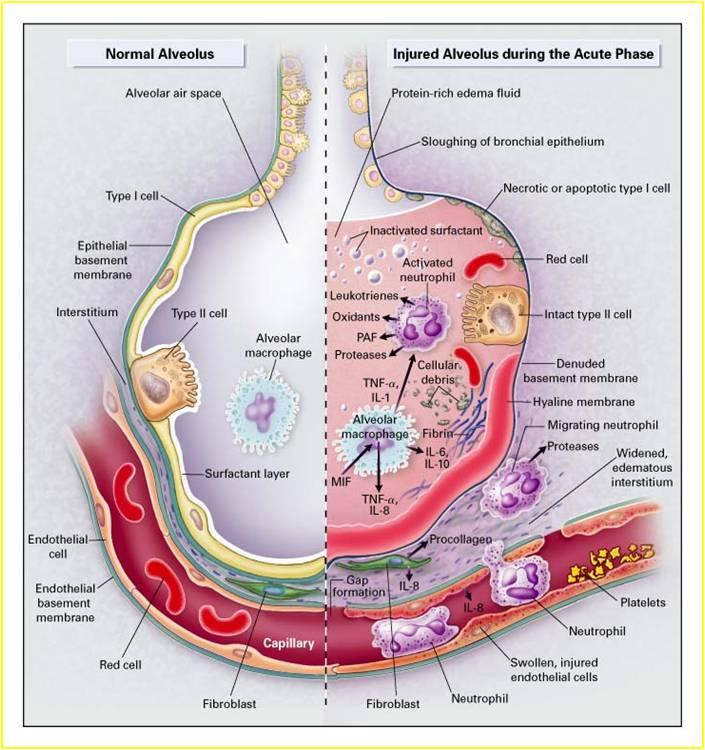 Normal Alveolus
Injured Alveolus during the Acute Phase
Alveolar air space
Protein-rich edema fluid
Sloughing of bronchial epithelium
Type I cell
Necrotic or apoptotic type I cell
Epithelial
basement
membrane
Inactivated surfactant
Red cell
Activated
neutrophil
Leukotrienes
Interstitium
Type II cell
Oxidants
Intact type II cell
PAF
Alveolar
macrophage
Proteases
Cellular
debris
Denuded
basement membrane
TNF-α,
IL-1
Hyaline membrane
Alveolar
macrophage
Fibrin
Migrating neutrophil
Proteases
IL-6,
IL-10
Widened,
edematous
interstitium
Surfactant layer
MIF
TNF-α,
IL-8
Endothelial
cell
Procollagen
Gap
formation
IL-8
Endothelial
basement
membrane
IL-8
Platelets
Capillary
Neutrophil
Red cell
Swollen, injured
endothelial cells
Fibroblast
Fibroblast
Neutrophil